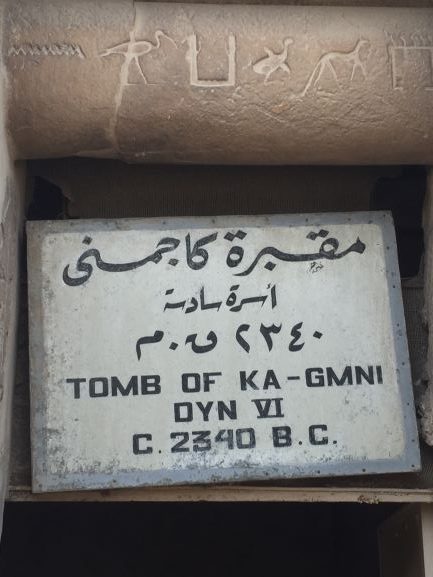 مقبرة كاجمنى
أسرة سادسة
٢٣٤٠ ق.م
TOMB OF KA-GMNI
DYN VI
C. 2340 B.C.